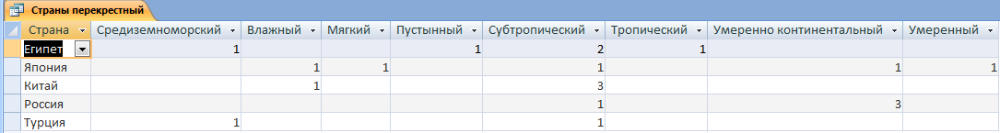 Страны перекрестный
Страна Средиземноморский Влажный Мягкий Пустынный Субтропический Тропический Умеренно континентальный Умеренный
Египет 1 1 2 1
Япония 1 1 1 1 1
Китай 1 3
Россия 1 3
Турция 1 1